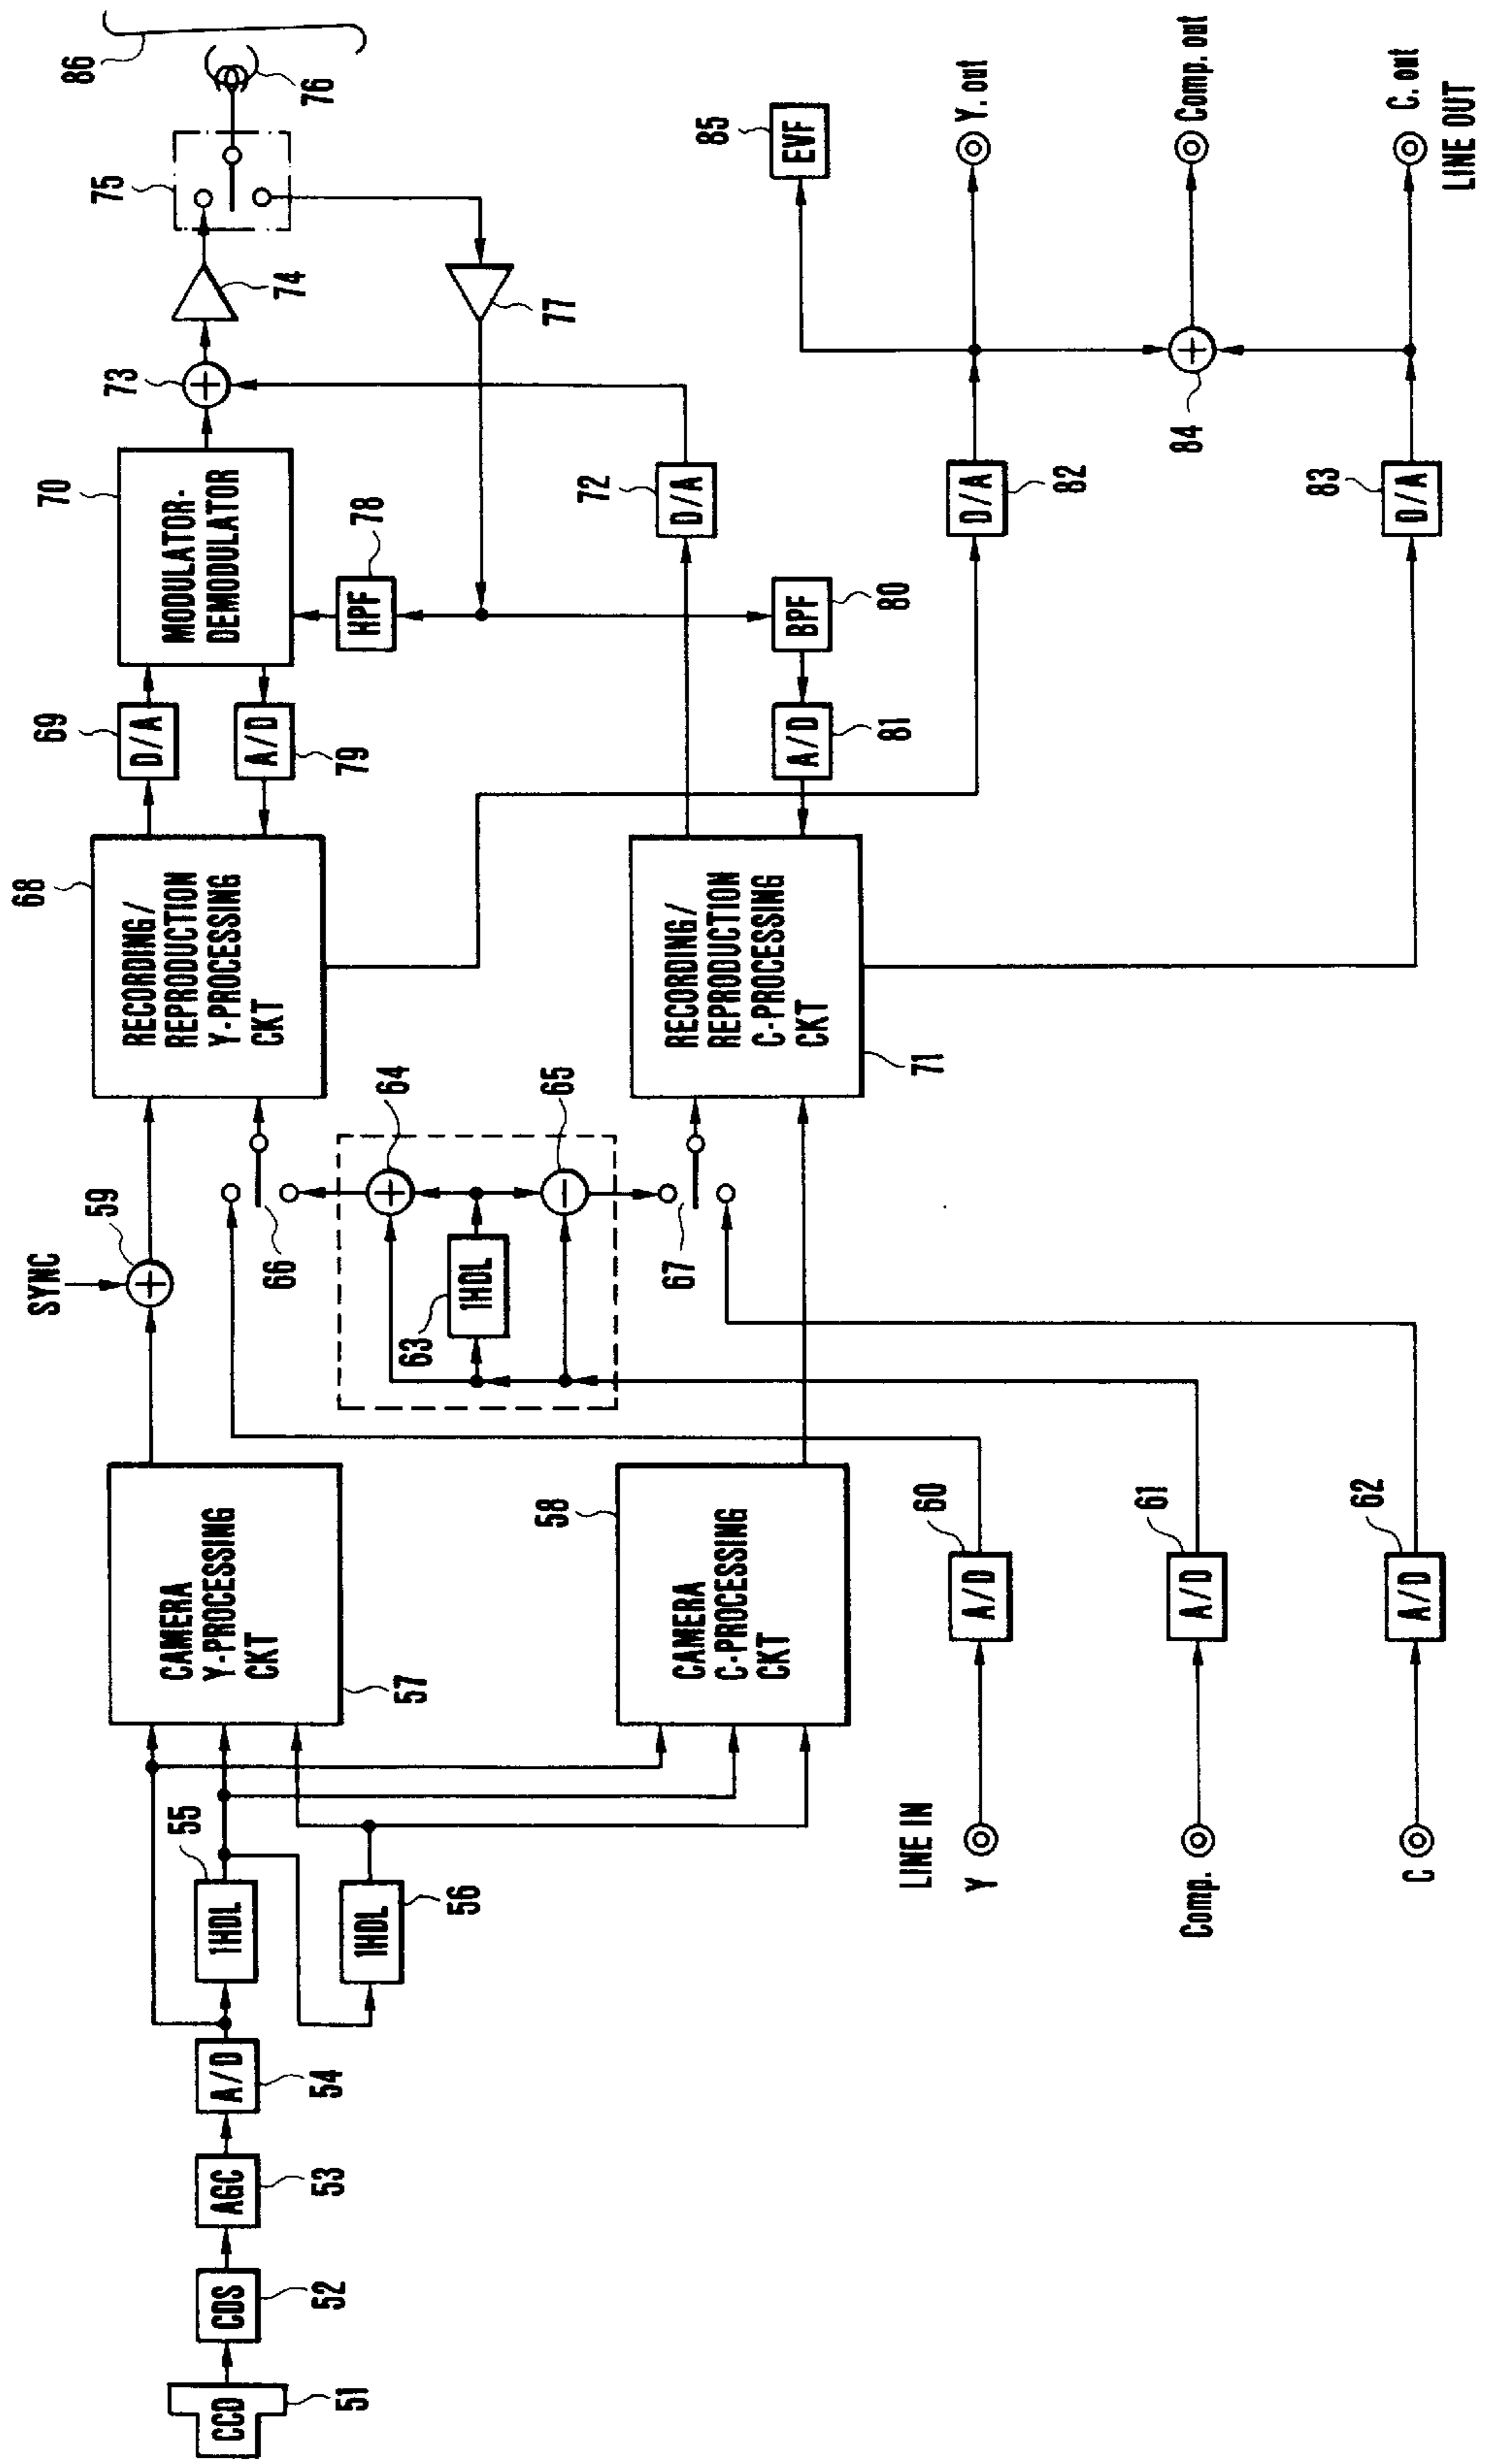 CCD
51
CDS
52
AGC
53
A/D
54
1HDL
55
1HDL
56
CAMERA
Y-PROCESSING
CKT
57
CAMERA
C-PROCESSING
CKT
58
SYNC
59
LINE IN
Y
A/D
60
Comp.
A/D
61
C
A/D
62
1HDL
63
64
65
66
67
RECORDING/
REPRODUCTION
Y-PROCESSING
CKT
68
D/A
69
A/D
79
MODULATOR-
DEMODULATOR
70
RECORDING/
REPRODUCTION
C-PROCESSING
CKT
71
D/A
72
73
74
75
76
86
77
HPF
78
BPF
80
A/D
81
D/A
82
D/A
83
84
EVF
85
Y. out
Comp. out
C. out
LINE OUT